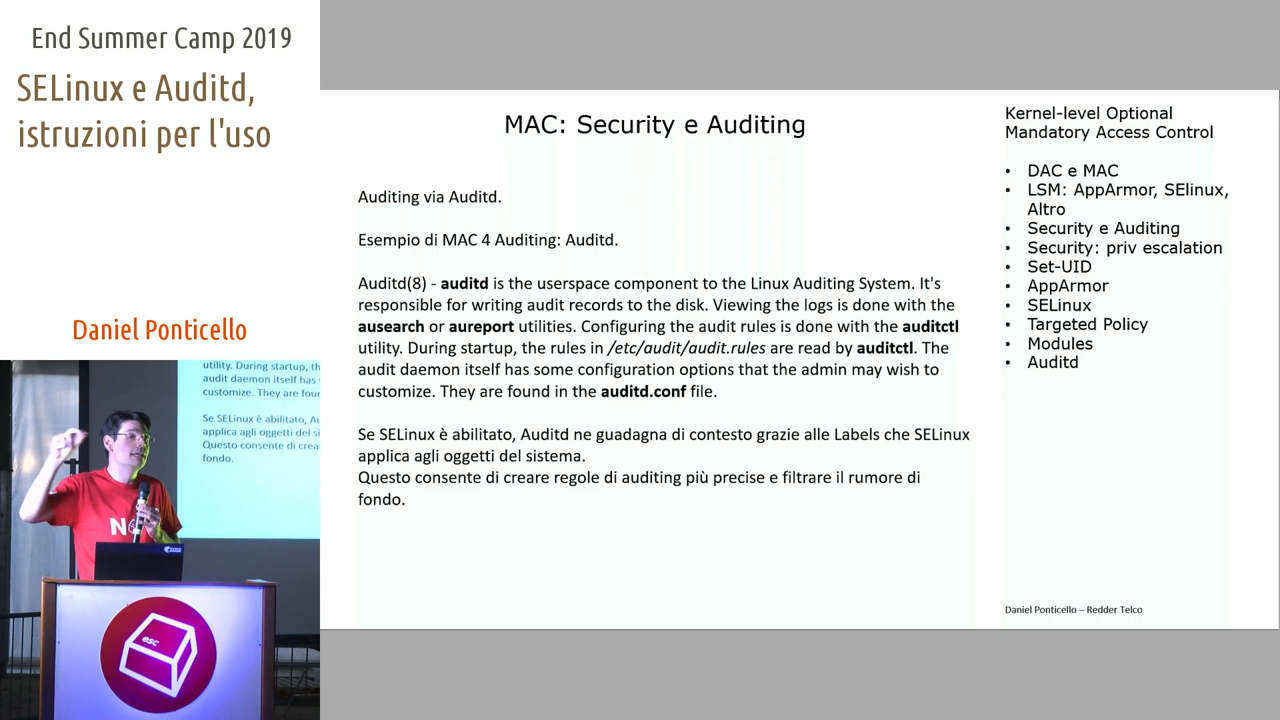 End Summer Camp 2019
SELinux e Auditd,
istruzioni per l'uso
Daniel Ponticello
utility. During startup, th
audit daemon itself has
customize. They are four
Se SELinux è abilitato, Au
applica agli oggetti del si
Questo consente di crea
fondo.
esc
MAC: Security e Auditing
Auditing via Auditd.
Esempio di MAC 4 Auditing: Auditd.
Auditd(8) - auditd is the userspace component to the Linux Auditing System. It's
responsible for writing audit records to the disk. Viewing the logs is done with the
ausearch or aureport utilities. Configuring the audit rules is done with the auditctl
utility. During startup, the rules in /etc/audit/audit.rules are read by auditctl. The
audit daemon itself has some configuration options that the admin may wish to
customize. They are found in the auditd.conf file.
Se SELinux è abilitato, Auditd ne guadagna di contesto grazie alle Labels che SELinux
applica agli oggetti del sistema.
Questo consente di creare regole di auditing più precise e filtrare il rumore di
fondo.
Kernel-level Optional
Mandatory Access Control
• DAC e MAC
• LSM: AppArmor, SElinux,
Altro
• Security e Auditing
• Security: priv escalation
• Set-UID
• AppArmor
• SELinux
• Targeted Policy
• Modules
• Auditd
Daniel Ponticello – Redder Telco